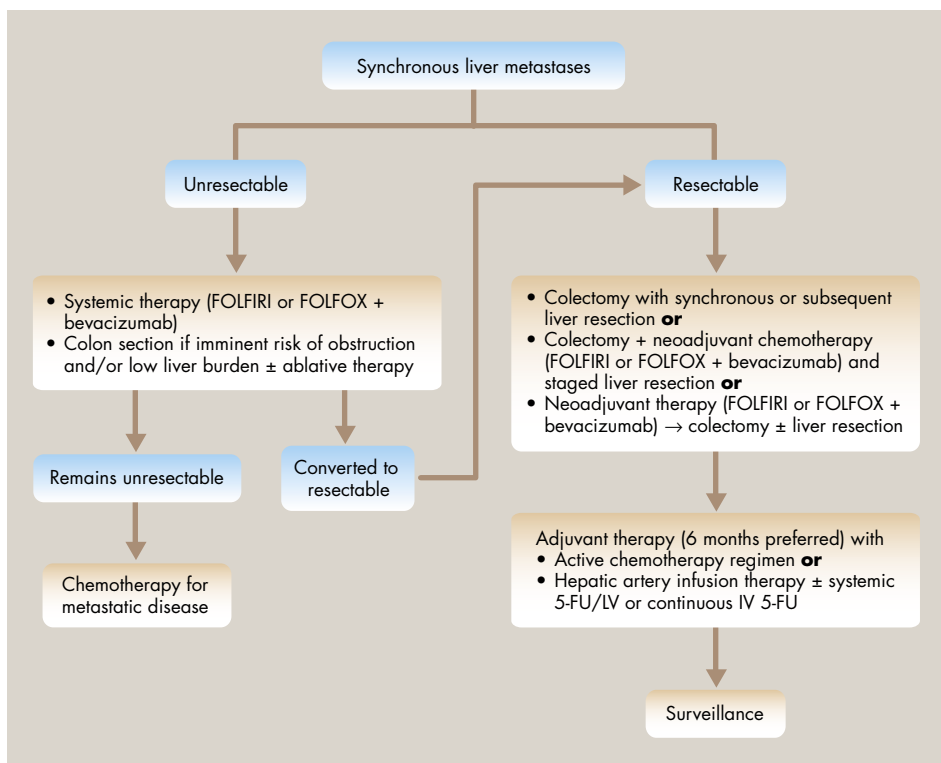 Synchronous liver metastases
Unresectable
Resectable
• Systemic therapy (FOLFIRI or FOLFOX +
bevacizumab)
• Colon section if imminent risk of obstruction
and/or low liver burden ± ablative therapy
• Colectomy with synchronous or subsequent
liver resection or
• Colectomy + neoadjuvant chemotherapy
(FOLFIRI or FOLFOX + bevacizumab) and
staged liver resection or
• Neoadjuvant therapy (FOLFIRI or FOLFOX +
bevacizumab) → colectomy ± liver resection
Remains unresectable
Converted to
resectable
Chemotherapy for
metastatic disease
Adjuvant therapy (6 months preferred) with
• Active chemotherapy regimen or
• Hepatic artery infusion therapy ± systemic
5-FU/LV or continuous IV 5-FU
Surveillance